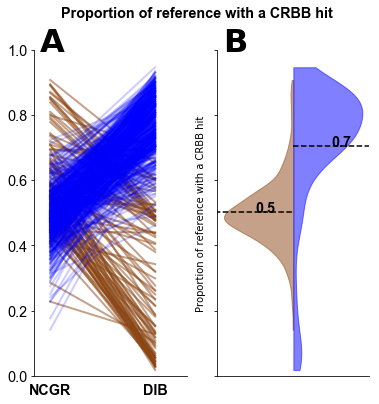 Proportion of reference with a CRBB hit
A
B
1.0
0.8
0.6
0.4
0.2
0.0
NCGR
DIB
Proportion of reference with a CRBB hit
0.7
0.5